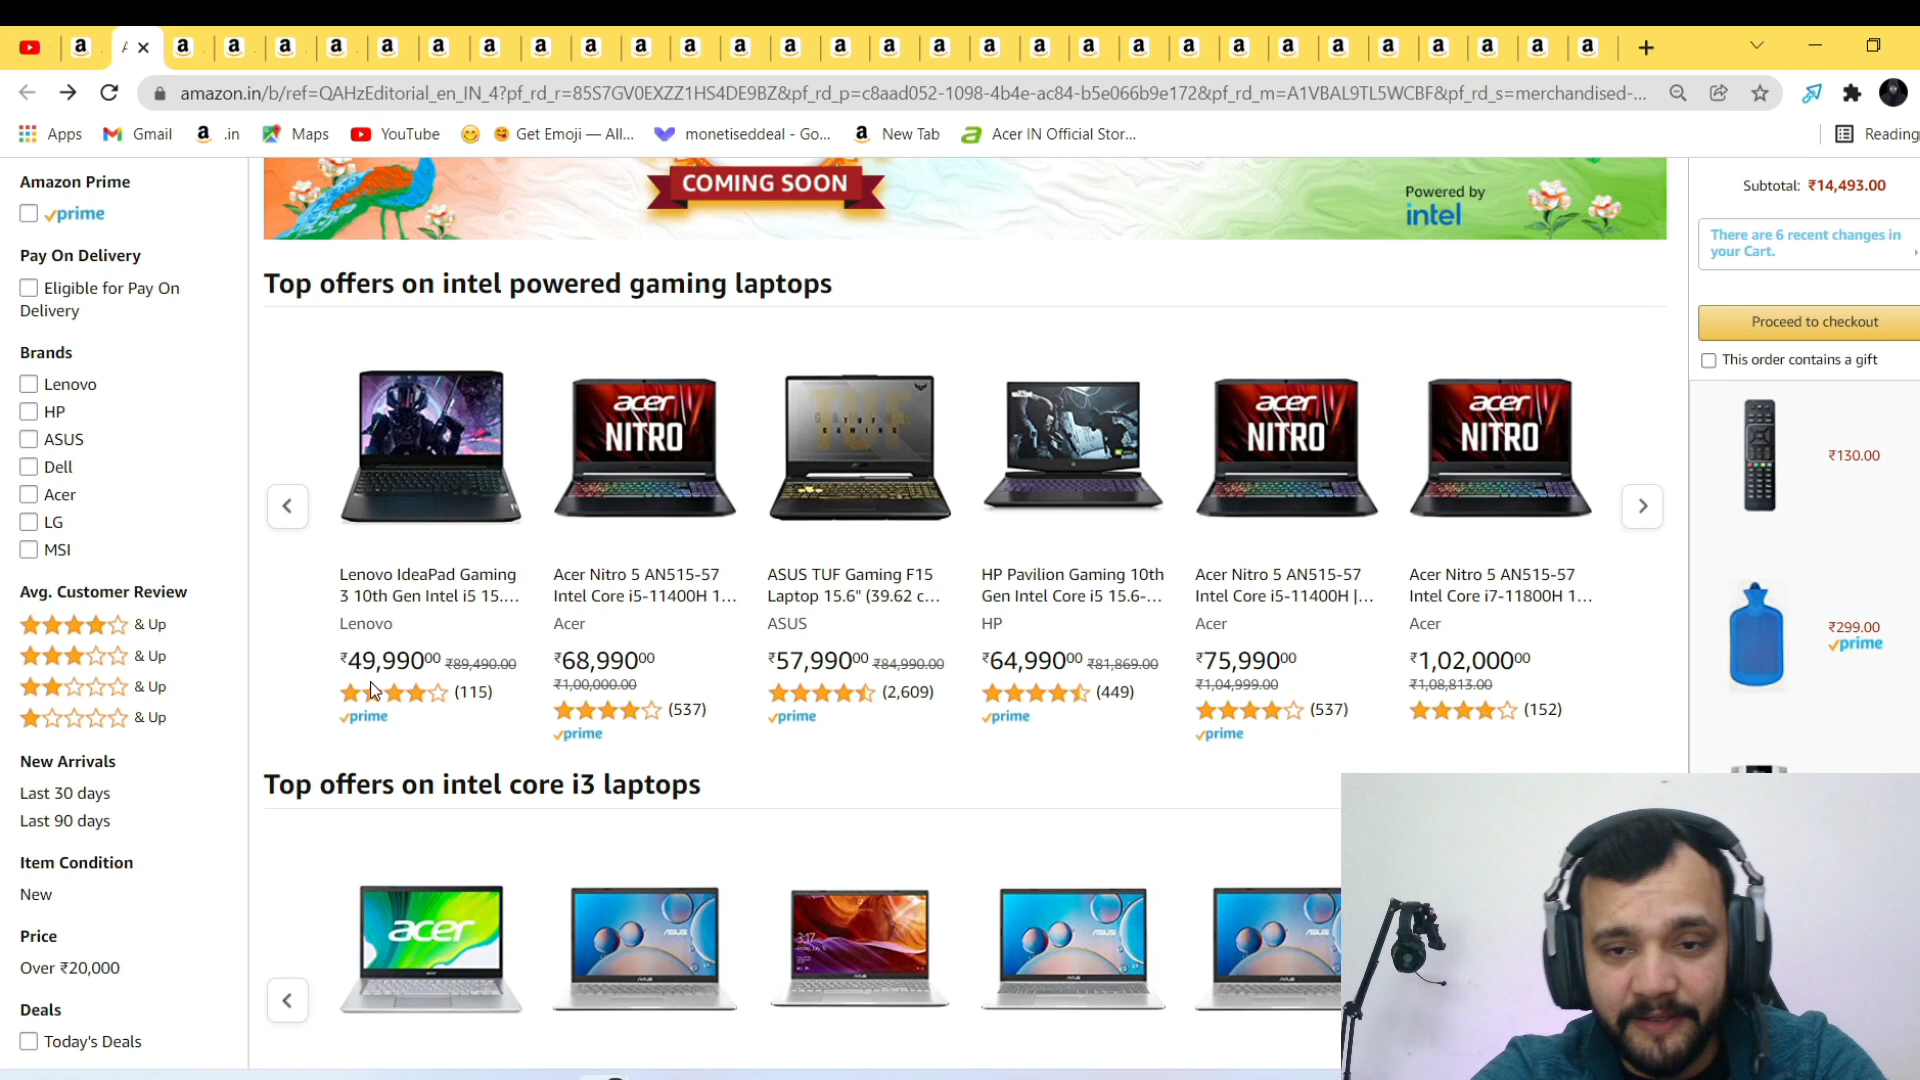 amazon.in/b/ref=QAHzEditorial_en_IN_4?pf_rd_r=85S7GV0EXZZ1HS4DE9BZ&pf_rd_p=c8aad052-1098-4b4e-ac84-b5e066b9e172&pf_rd_m=A1VBAL9TL5WCBF&pf_rd_s=merchandised-...
Apps Gmail .in Maps YouTube Get Emoji — All... monetiseddeal - Go... New Tab Acer IN Official Stor... Reading
Amazon Prime
prime
Pay On Delivery
Eligible for Pay On
Delivery
Brands
Lenovo
HP
ASUS
Dell
Acer
LG
MSI
Avg. Customer Review
& Up
& Up
& Up
& Up
New Arrivals
Last 30 days
Last 90 days
Item Condition
New
Price
Over ₹20,000
Deals
Today's Deals
COMING SOON
Powered by
intel
Top offers on intel powered gaming laptops
acer
NITRO
TUF
GAMING
acer
NITRO
acer
NITRO
Lenovo IdeaPad Gaming
3 10th Gen Intel i5 15....
Lenovo
₹49,990.00 ₹89,490.00
(115)
prime
Acer Nitro 5 AN515-57
Intel Core i5-11400H 1...
Acer
₹68,990.00
₹1,00,000.00
(537)
prime
ASUS TUF Gaming F15
Laptop 15.6" (39.62 c...
ASUS
₹57,990.00 ₹84,990.00
(2,609)
prime
HP Pavilion Gaming 10th
Gen Intel Core i5 15.6-...
HP
₹64,990.00 ₹81,869.00
(449)
prime
Acer Nitro 5 AN515-57
Intel Core i5-11400H |...
Acer
₹75,990.00
₹1,04,999.00
(537)
prime
Acer Nitro 5 AN515-57
Intel Core i7-11800H 1...
Acer
₹1,02,000.00
₹1,08,813.00
(152)
Top offers on intel core i3 laptops
acer
ASUS
3:17
ASUS
ASUS
Subtotal: ₹14,493.00
There are 6 recent changes in
your Cart.
Proceed to checkout
This order contains a gift
₹130.00
₹299.00
prime